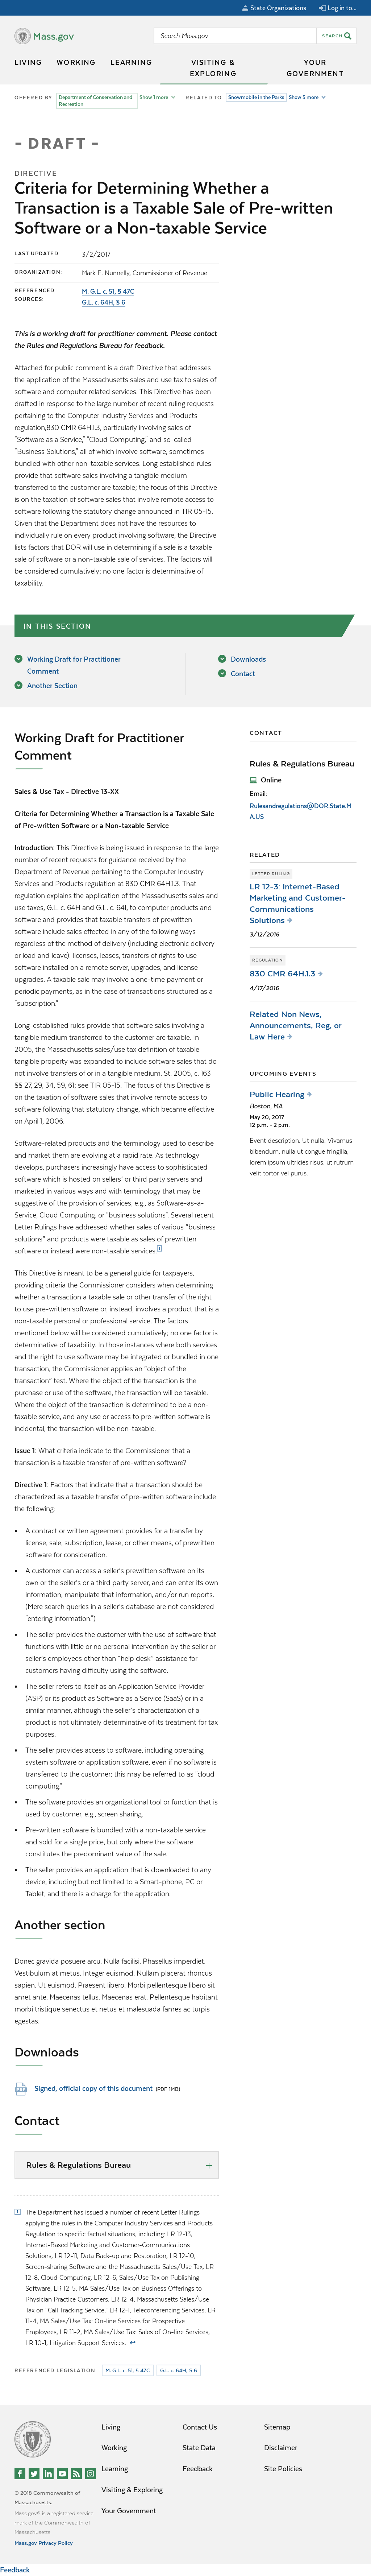 State Organizations
Log in to...
Mass.gov
Search Mass.gov
SEARCH
LIVING
WORKING
LEARNING
VISITING &
EXPLORING
YOUR
GOVERNMENT
OFFERED BY
Department of Conservation and
Recreation
Show 1 more
RELATED TO
Snowmobile in the Parks
Show 5 more
- DRAFT -
DIRECTIVE
Criteria for Determining Whether a
Transaction is a Taxable Sale of Pre-written
Software or a Non-taxable Service
LAST UPDATED
3/2/2017
ORGANIZATION:
Mark E. Nunnelly, Commissioner of Revenue
REFERENCED
SOURCES:
M. G.L. c. 51, § 47C
G.L. c. 64H, § 6
This is a working draft for practitioner comment. Please contact
the Rules and Regulations Bureau for feedback.
Attached for public comment is a draft Directive that addresses
the application of the Massachusetts sales and use tax to sales of
software and computer related services. This Directive has been
drafted in response to the large number of recent ruling requests
pertaining to the Computer Industry Services and Products
regulation,830 CMR 64H.1.3, particularly involving sales of
"Software as a Service," "Cloud Computing," and so-called
"Business Solutions," all of which involve software, sometimes
bundled with other non-taxable services. Long established rules
provide that software sales involving a single multiple item
transferred to the customer are taxable; the focus of this Directive
is on the taxation of software sales that involve remote access to
software following the statutory change announced in TIR 05-15.
Given that the Department does not have the resources to
individually rule on every product involving software, the Directive
lists factors that DOR will use in determining if a sale is a taxable
sale of software or a non-taxable sale of services. The factors will
be considered cumulatively; no one factor is determinative of
taxability.
IN THIS SECTION
Working Draft for Practitioner
Comment
Another Section
Downloads
Contact
Working Draft for Practitioner
Comment
Sales & Use Tax - Directive 13-XX
Criteria for Determining Whether a Transaction is a Taxable Sale
of Pre-written Software or a Non-taxable Service
Introduction: This Directive is being issued in response to the large
number of recent requests for guidance received by the
Department of Revenue pertaining to the Computer Industry
Services and Products regulation at 830 CMR 64H.1.3. That
regulation explains the application of the Massachusetts sales and
use taxes, G.L. c. 64H and G.L. c. 64I, to computer products and
software. It provides that taxable transfers of prewritten
software may be effected in any of the following ways regardless of
the method of delivery, including electronic delivery or load and
leave: licenses and leases, transfers of rights to use software
installed on a remote server, upgrades, and license upgrades. In
addition, a taxable sale may include a one-time payment or
periodic payments, as in the case of transactions structured as a
"subscription."
Long-established rules provide that software sales involving a
single multiple item transferred to the customer are taxable. In
2005, the Massachusetts sales/use tax definition of taxable
tangible property was expanded to include software sales that do
not involve transfer of or in a single multiple item. St. 2005, c. 163
§§ 27, 29, 34, 59, 61; see TIR 05-15. The focus of this Directive is
on the taxation of software sales that involve remote access to
software following that statutory change, which became effective
on April 1, 2006.
Software-related products and the terminology used to describe
and market them are evolving at a rapid pace. In the current
marketplace, customers are increasingly given access to
sophisticated software hosted on sellers' or third party servers and
marketed in various ways and with terminology that may be
suggestive of the provision of services, e.g., as Software-as-a-
Service, Cloud Computing, or "business solutions". Several recent
Letter Rulings have addressed whether sales of various "business
solutions" and products were taxable as sales of prewritten
software or instead were non-taxable services.[1]
This Directive is meant to be a general guide for taxpayers,
providing criteria the Commissioner considers when determining
whether a transaction is a taxable sale or other transfer of the right
to use pre-written software or, instead, involves a product that is a
non-taxable personal or professional service. The factors
mentioned below will be considered cumulatively; no one factor is
determinative of taxability. In those instances where both services
and the right to use software may be integral and bundled in one
transaction, the Commissioner applies an "object of the
transaction" test. Where the object of the transaction is the
purchase or use of the software, the transaction will be taxable.
Where the object of the transaction is determined to be a non-
taxable service, and any use or access to pre-written software is
incidental, the transaction will be non-taxable.
Issue 1: What criteria indicate to the Commissioner that a
transaction is a taxable transfer of pre-written software?
Directive 1: Factors that indicate that a transaction should be
characterized as a taxable transfer of pre-written software include
the following:
• A contract or written agreement provides for a transfer by
license, sale, subscription, lease, or other means, of prewritten
software for consideration.
• A customer can access a seller's prewritten software on its
own or the seller's or a third party server, and can enter its own
information, manipulate that information, and/or run reports.
(Mere search queries in a seller's database are not considered
"entering information.")
• The seller provides the customer with the use of software that
functions with little or no personal intervention by the seller or
seller's employees other than "help desk" assistance for
customers having difficulty using the software.
• The seller refers to itself as an Application Service Provider
(ASP) or its product as Software as a Service (SaaS) or in a
similar manner, although the seller's characterization of the
product is not ultimately determinative of its treatment for tax
purposes.
• The seller provides access to software, including operating
system software or application software, even if no software is
transferred to the customer; this may be referred to as "cloud
computing."
• The software provides an organizational tool or function that is
used by customer, e.g., screen sharing.
• Pre-written software is bundled with a non-taxable service
and sold for a single price, but only where the software
constitutes the predominant value of the sale.
• The seller provides an application that is downloaded to any
device, including but not limited to a Smart-phone, PC or
Tablet, and there is a charge for the application.
Another section
Donec gravida posuere arcu. Nulla facilisi. Phasellus imperdiet.
Vestibulum at metus. Integer euismod. Nullam placerat rhoncus
sapien. Ut euismod. Praesent libero. Morbi pellentesque libero sit
amet ante. Maecenas tellus. Maecenas erat. Pellentesque habitant
morbi tristique senectus et netus et malesuada fames ac turpis
egestas.
Downloads
Signed, official copy of this document (PDF 1MB)
Contact
Rules & Regulations Bureau
[1] The Department has issued a number of recent Letter Rulings
applying the rules in the Computer Industry Services and Products
Regulation to specific factual situations, including: LR 12-13,
Internet-Based Marketing and Customer-Communications
Solutions, LR 12-11, Data Back-up and Restoration, LR 12-10,
Screen-sharing Software and the Massachusetts Sales/Use Tax, LR
12-8, Cloud Computing, LR 12-6, Sales/Use Tax on Publishing
Software, LR 12-5, MA Sales/Use Tax on Business Offerings to
Physician Practice Customers, LR 12-4, Massachusetts Sales/Use
Tax on "Call Tracking Service," LR 12-1, Teleconferencing Services, LR
11-4, MA Sales/Use Tax: On-line Services for Prospective
Employers, LR 11-2, MA Sales/Use Tax: Sales of On-line Services,
LR 10-1, Litigation Support Services. ↩
REFERENCED LEGISLATION:
M. G.L. c. 51, § 47C
G.L. c. 64H, § 6
CONTACT
Rules & Regulations Bureau
Online
Email:
Rulesandregulations@DOR.State.M
A.US
RELATED
LETTER RULING
LR 12-3: Internet-Based
Marketing and Customer-
Communications
Solutions
3/12/2016
REGULATION
830 CMR 64H.1.3
4/17/2016
Related Non News,
Announcements, Reg, or
Law Here
UPCOMING EVENTS
Public Hearing
Boston, MA
May 20, 2017
12 p.m. - 2 p.m.
Event description. Ut nulla. Vivamus
bibendum, nulla ut congue fringilla,
lorem ipsum ultricies risus, ut rutrum
velit tortor vel purus.
Living
Working
Learning
Visiting & Exploring
Your Government
Contact Us
State Data
Feedback
Sitemap
Disclaimer
Site Policies
© 2018 Commonwealth of
Massachusetts.
Mass.gov® is a registered service
mark of the Commonwealth of
Massachusetts.
Mass.gov Privacy Policy
Feedback